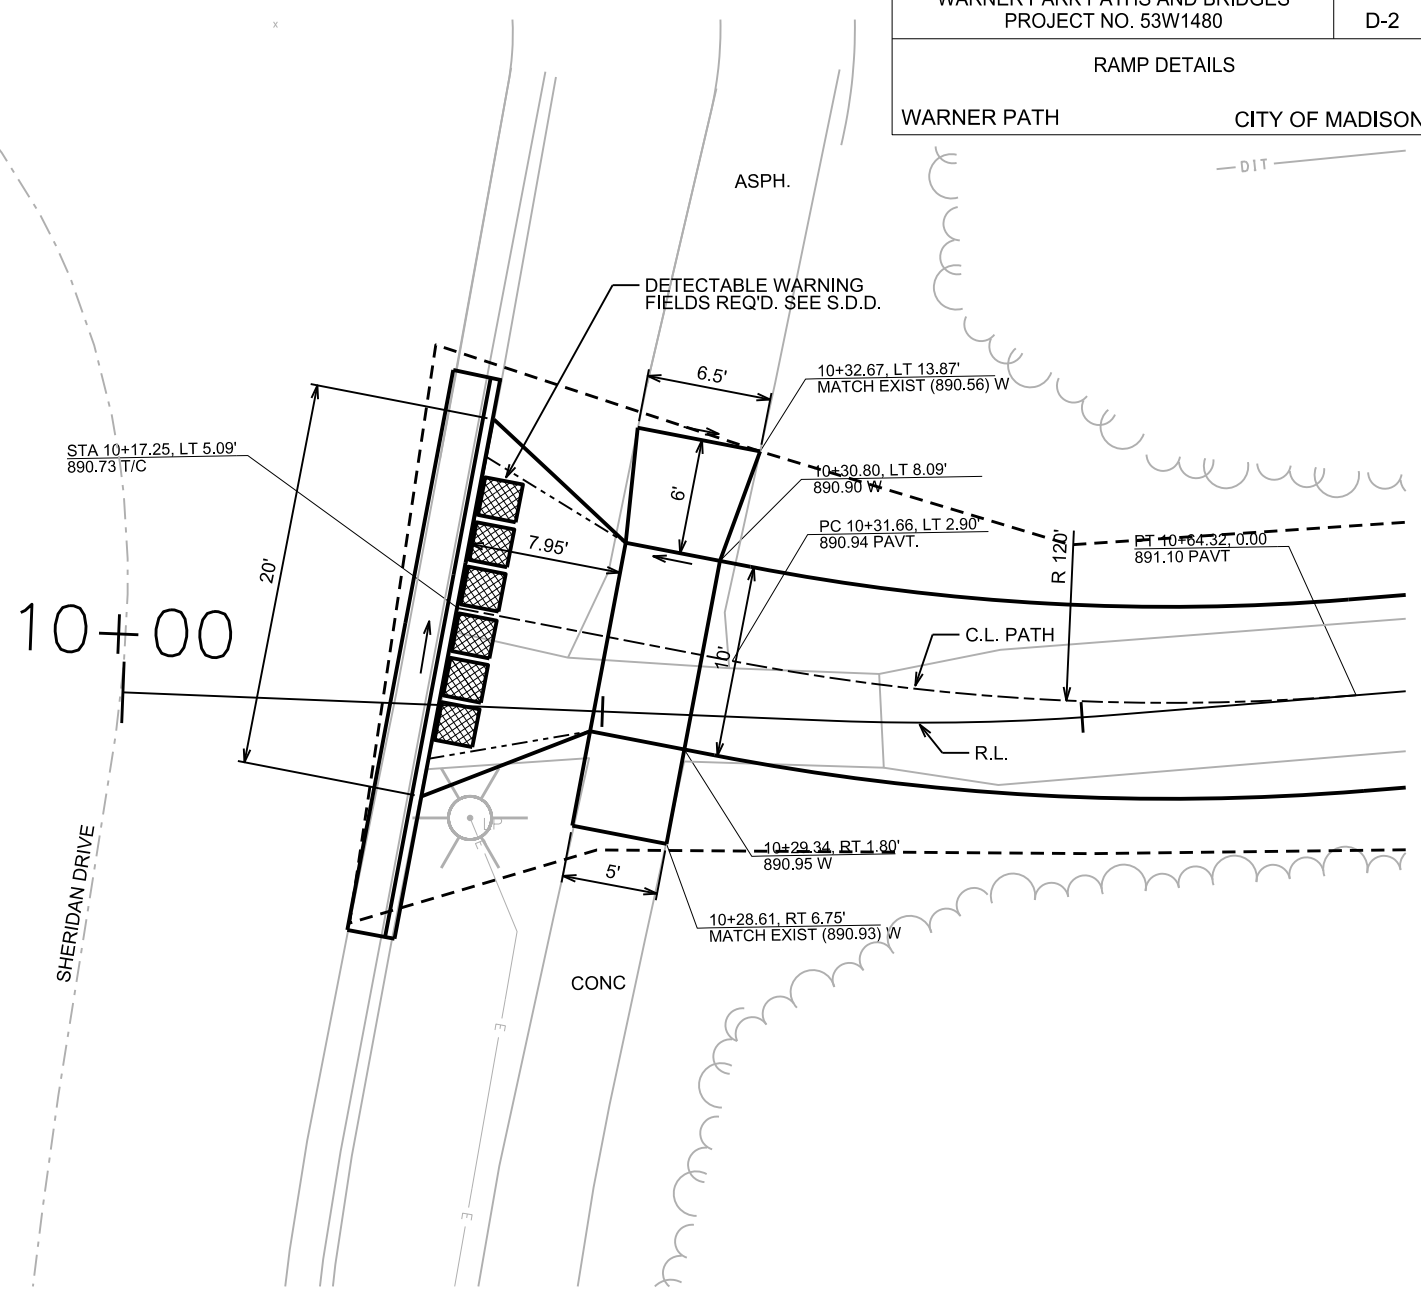 WARNER PARK PATHS AND BRIDGES
PROJECT NO. 53W1480
D-2
RAMP DETAILS
WARNER PATH
CITY OF MADISON
DIT
ASPH.
DETECTABLE WARNING
FIELDS REQ'D. SEE S.D.D.
6.5'
10+32.67, LT 13.87'
MATCH EXIST (890.56) W
STA 10+17.25, LT 5.09'
890.73 T/C
10+30.80, LT 8.09'
890.90 W
6'
PC 10+31.66, LT 2.90'
890.94 PAVT.
7.95'
R 120'
PT 10+64.32, 0.00
891.10 PAVT
20'
10+00
C.L. PATH
10'
R.L.
SHERIDAN DRIVE
10+29.34, RT 1.80'
890.95 W
5'
10+28.61, RT 6.75'
MATCH EXIST (890.93) W
CONC
E
E
E